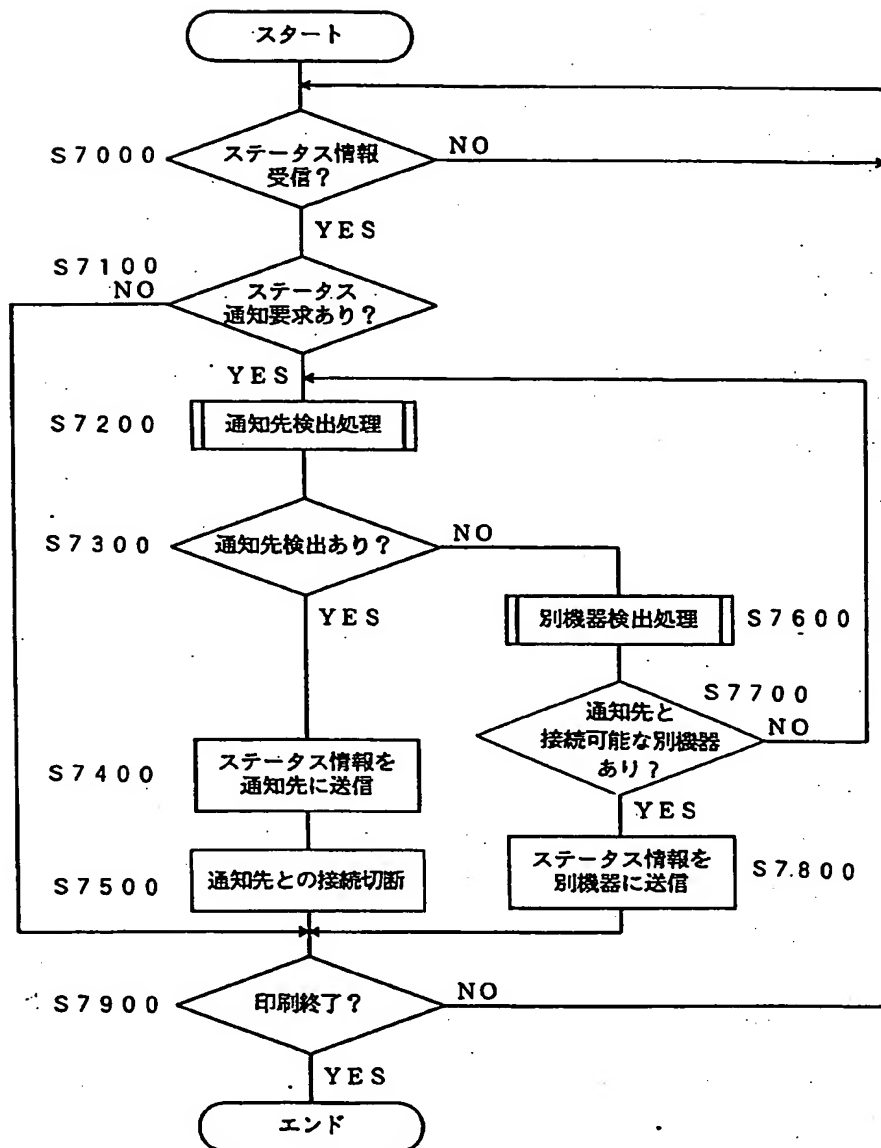 スタート
S7000
ステータス情報
受信?
NO
YES
S7100
NO
ステータス
通知要求あり?
YES
S7200
通知先検出処理
S7300
通知先検出あり?
NO
YES
別機器検出処理
S7600
S7700
通知先と
接続可能な別機器
あり?
NO
YES
S7400
ステータス情報を
通知先に送信
ステータス情報を
別機器に送信
S7.800
S7500
通知先との接続切断
S7900
印刷終了?
NO
YES
エンド